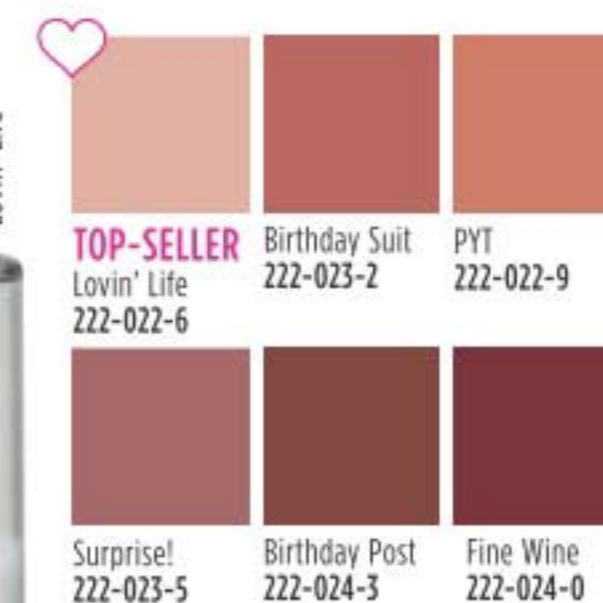 TOP-SELLER
Lovin' Life
222-022-6
Birthday Suit
222-023-2
PYT
222-022-9
Surprise!
222-023-5
Birthday Post
222-024-3
Fine Wine
222-024-0